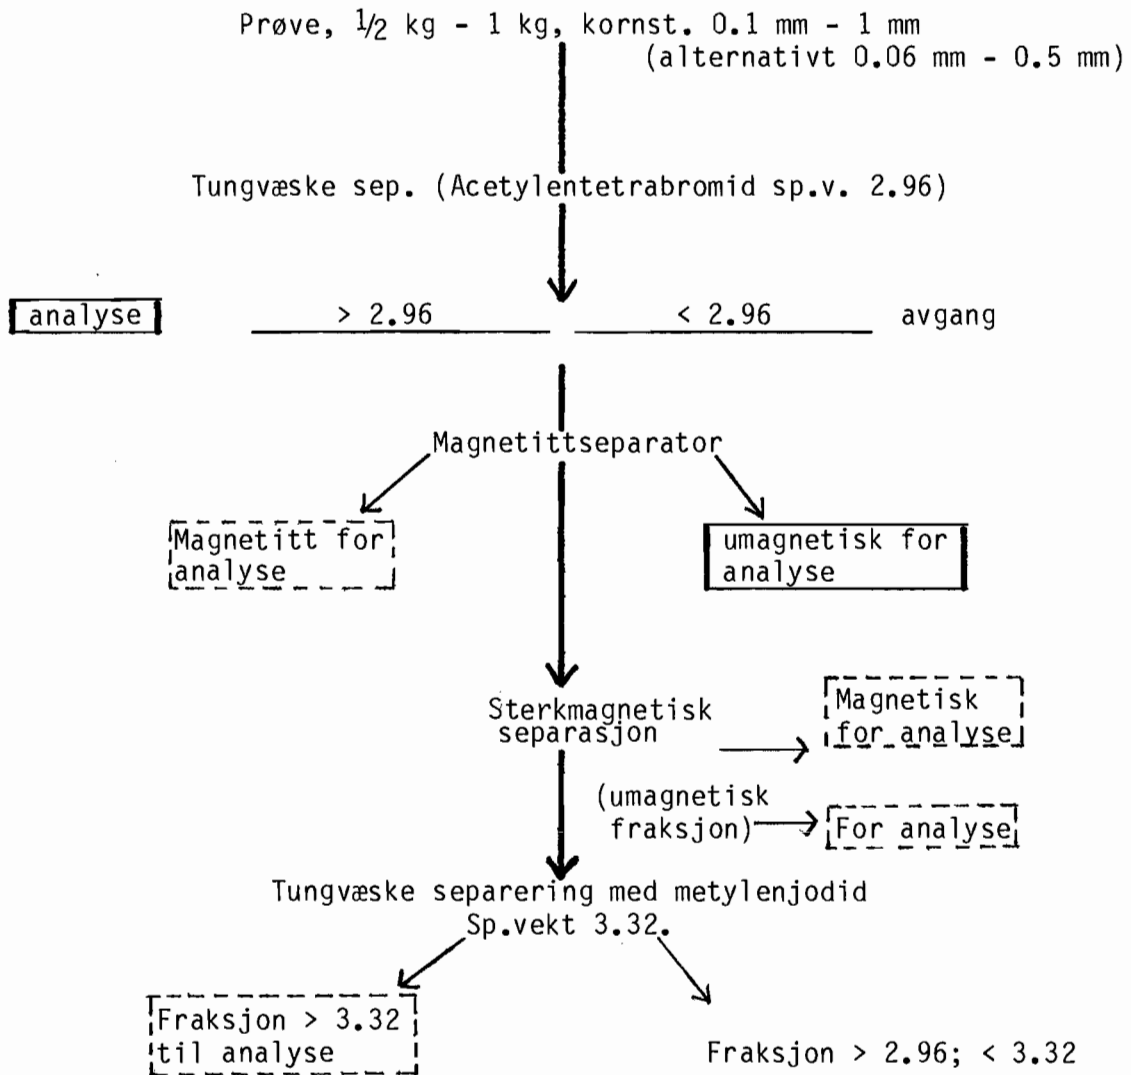 Prøve, 1/2 kg - 1 kg, kornst. 0.1 mm - 1 mm
(alternativt 0.06 mm - 0.5 mm)
Tungvæske sep. (Acetylentetrabromid sp.v. 2.96)
analyse > 2.96 < 2.96 avgang
Magnetittseparator
Magnetitt for
analyse
umagnetisk for
analyse
Sterkmagnetisk
separasjon
Magnetisk
for analyse
(umagnetisk
fraksjon)
For analyse
Tungvæske separering med metylenjodid
Sp.vekt 3.32.
Fraksjon > 3.32
til analyse
Fraksjon > 2.96; < 3.32